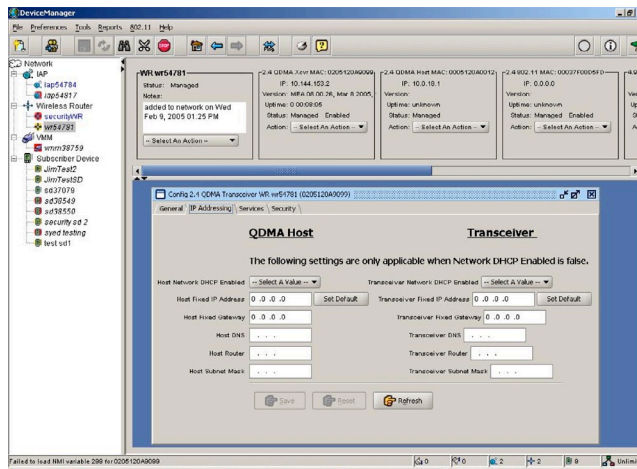 DeviceManager
File Preferences Tools Reports 802.11 Help
Network
IAP
iap54784
iap54817
Wireless Router
securityWR
wr54781
VMM
vmm38759
Subscriber Device
JimTest2
JimTestSD
sd37079
sd38549
sd38550
security sd 2
syed testing
test sd1
WR wr54781
Status: Managed
Notes:
added to network on Wed
Feb 9, 2005 01:25 PM
-- Select An Action --
2.4 QDMA Xcvr MAC: 0205120A9099
IP: 10.144.153.2
Version: MEA 08.00.26, Mar 8 2005,
Uptime: 0 00:08:05
Status: Managed Enabled
Action: -- Select An Action --
2.4 QDMA Host MAC: 0005120A0012
IP: 10.0.18.1
Version: unknown
Uptime: unknown
Status: Managed Enabled
Action: -- Select An Action --
2.4 802.11 MAC: 00037F00D5FD
IP: 0.0.0.0
Version: unknown
Uptime: unknown
Status: Managed Enabled
Action: -- Select An Action --
Config 2.4 QDMA Transceiver WR wr54781 (0205120A9099)
General IP Addressing Services Security
QDMA Host Transceiver
The following settings are only applicable when Network DHCP Enabled is false.
Host Network DHCP Enabled -- Select A Value -- Transceiver Network DHCP Enabled -- Select A Value --
Host Fixed IP Address 0 .0 .0 .0 Set Default Transceiver Fixed IP Address 0 .0 .0 .0 Set Default
Host Fixed Gateway 0 .0 .0 .0 Transceiver Fixed Gateway 0 .0 .0 .0
Host DNS . . . Transceiver DNS . . .
Host Router . . . Transceiver Router . . .
Host Subnet Mask . . . Transceiver Subnet Mask . . .
Save Reset Refresh
Failed to load NMI variable 299 for 0205120A9099 0 0 2 2 9 Unlimi